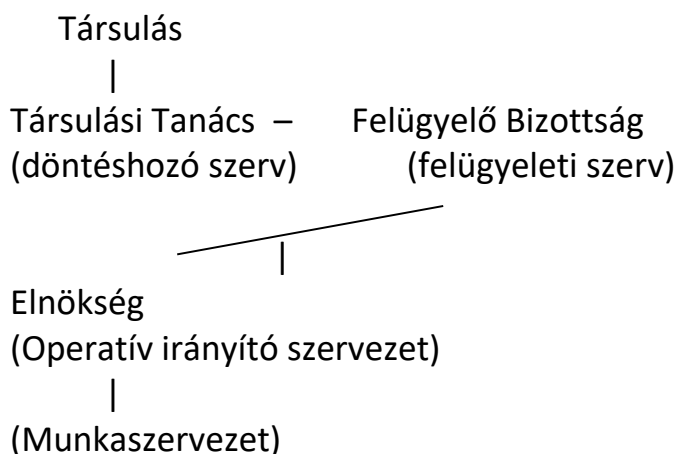 Társulás
|
Társulási Tanács – Felügyelő Bizottság
(döntéshozó szerv) (felügyeleti szerv)
|
Elnökség
(Operatív irányító szervezet)
|
(Munkaszervezet)